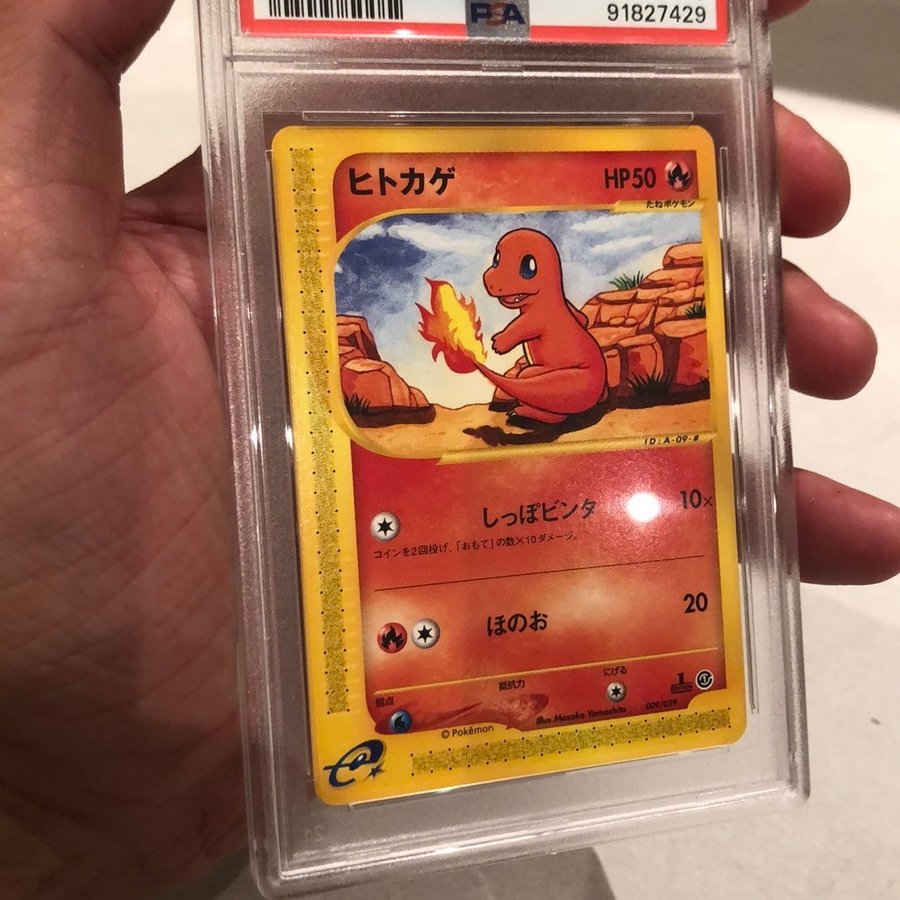 PSA
91827429
ヒトカゲ
HP50
たねポケモン
ID:A-09-#
しっぽビンタ
10×
コインを2回投げ、「おもて」の数×10ダメージ。
ほのお
20
弱点
抵抗力
にげる
© Pokémon
Illus.Masako Yamashita
009/029
1
EDITION
e